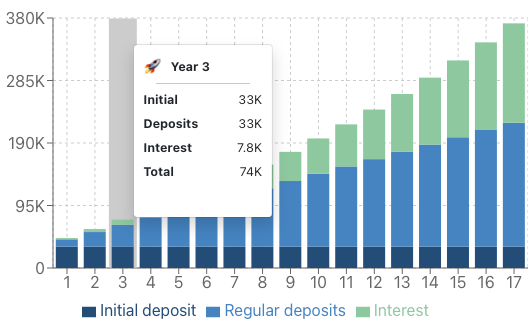 380K
285K
190K
95K
0
🚀 Year 3
Initial 33K
Deposits 33K
Interest 7.8K
Total 74K
1 2 3 4 5 6 7 8 9 10 11 12 13 14 15 16 17
Initial deposit Regular deposits Interest